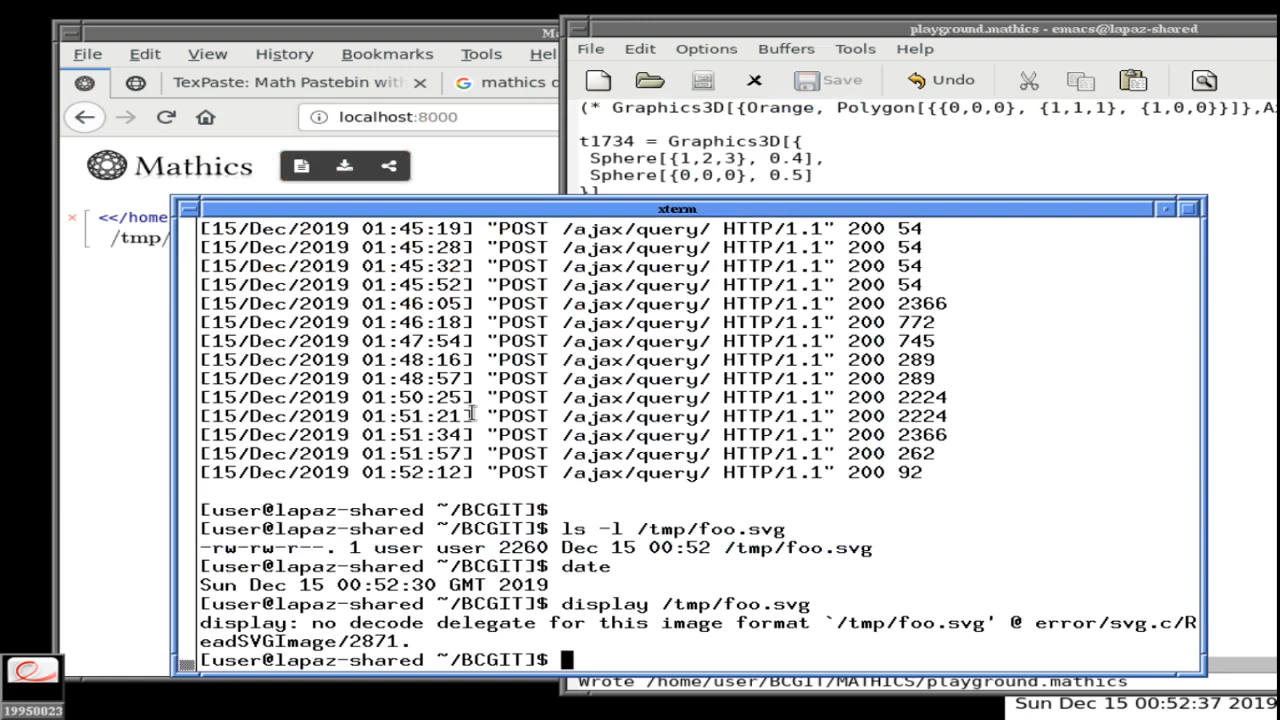 Ma
File Edit View History Bookmarks Tools Hel
TexPaste: Math Pastebin with
mathics o
localhost:8000
Mathics
<</home
/tmp/
playground.mathics - emacs@lapaz-shared
File Edit Options Buffers Tools Help
Save Undo
(* Graphics3D[{Orange, Polygon[{{0,0,0}, {1,1,1}, {1,0,0}}]},A
t1734 = Graphics3D[{
Sphere[{1,2,3}, 0.4],
Sphere[{0,0,0}, 0.5]
}]
xterm
[15/Dec/2019 01:45:19] "POST /ajax/query/ HTTP/1.1" 200 54
[15/Dec/2019 01:45:28] "POST /ajax/query/ HTTP/1.1" 200 54
[15/Dec/2019 01:45:32] "POST /ajax/query/ HTTP/1.1" 200 54
[15/Dec/2019 01:45:52] "POST /ajax/query/ HTTP/1.1" 200 54
[15/Dec/2019 01:46:05] "POST /ajax/query/ HTTP/1.1" 200 2366
[15/Dec/2019 01:46:18] "POST /ajax/query/ HTTP/1.1" 200 772
[15/Dec/2019 01:47:54] "POST /ajax/query/ HTTP/1.1" 200 745
[15/Dec/2019 01:48:16] "POST /ajax/query/ HTTP/1.1" 200 289
[15/Dec/2019 01:48:57] "POST /ajax/query/ HTTP/1.1" 200 289
[15/Dec/2019 01:50:25] "POST /ajax/query/ HTTP/1.1" 200 2224
[15/Dec/2019 01:51:21] "POST /ajax/query/ HTTP/1.1" 200 2224
[15/Dec/2019 01:51:34] "POST /ajax/query/ HTTP/1.1" 200 2366
[15/Dec/2019 01:51:57] "POST /ajax/query/ HTTP/1.1" 200 262
[15/Dec/2019 01:52:12] "POST /ajax/query/ HTTP/1.1" 200 92
[user@lapaz-shared ~/BCGIT]$
[user@lapaz-shared ~/BCGIT]$ ls -l /tmp/foo.svg
-rw-rw-r--. 1 user user 2260 Dec 15 00:52 /tmp/foo.svg
[user@lapaz-shared ~/BCGIT]$ date
Sun Dec 15 00:52:30 GMT 2019
[user@lapaz-shared ~/BCGIT]$ display /tmp/foo.svg
display: no decode delegate for this image format `/tmp/foo.svg' @ error/svg.c/R
eadSVGImage/2871.
[user@lapaz-shared ~/BCGIT]$
Wrote /home/user/BCGIT/MATHICS/playground.mathics
19950023
Sun Dec 15 00:52:37 2019